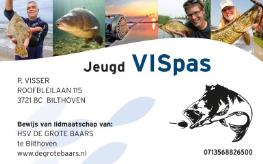 Jeugd VISpas
P. VISSER
ROOFBLEILAAN 115
3721 BC BILTHOVEN
Bewijs van lidmaatschap van:
HSV DE GROTE BAARS
te Bilthoven
www.degrotebaars.nl
0713568826500